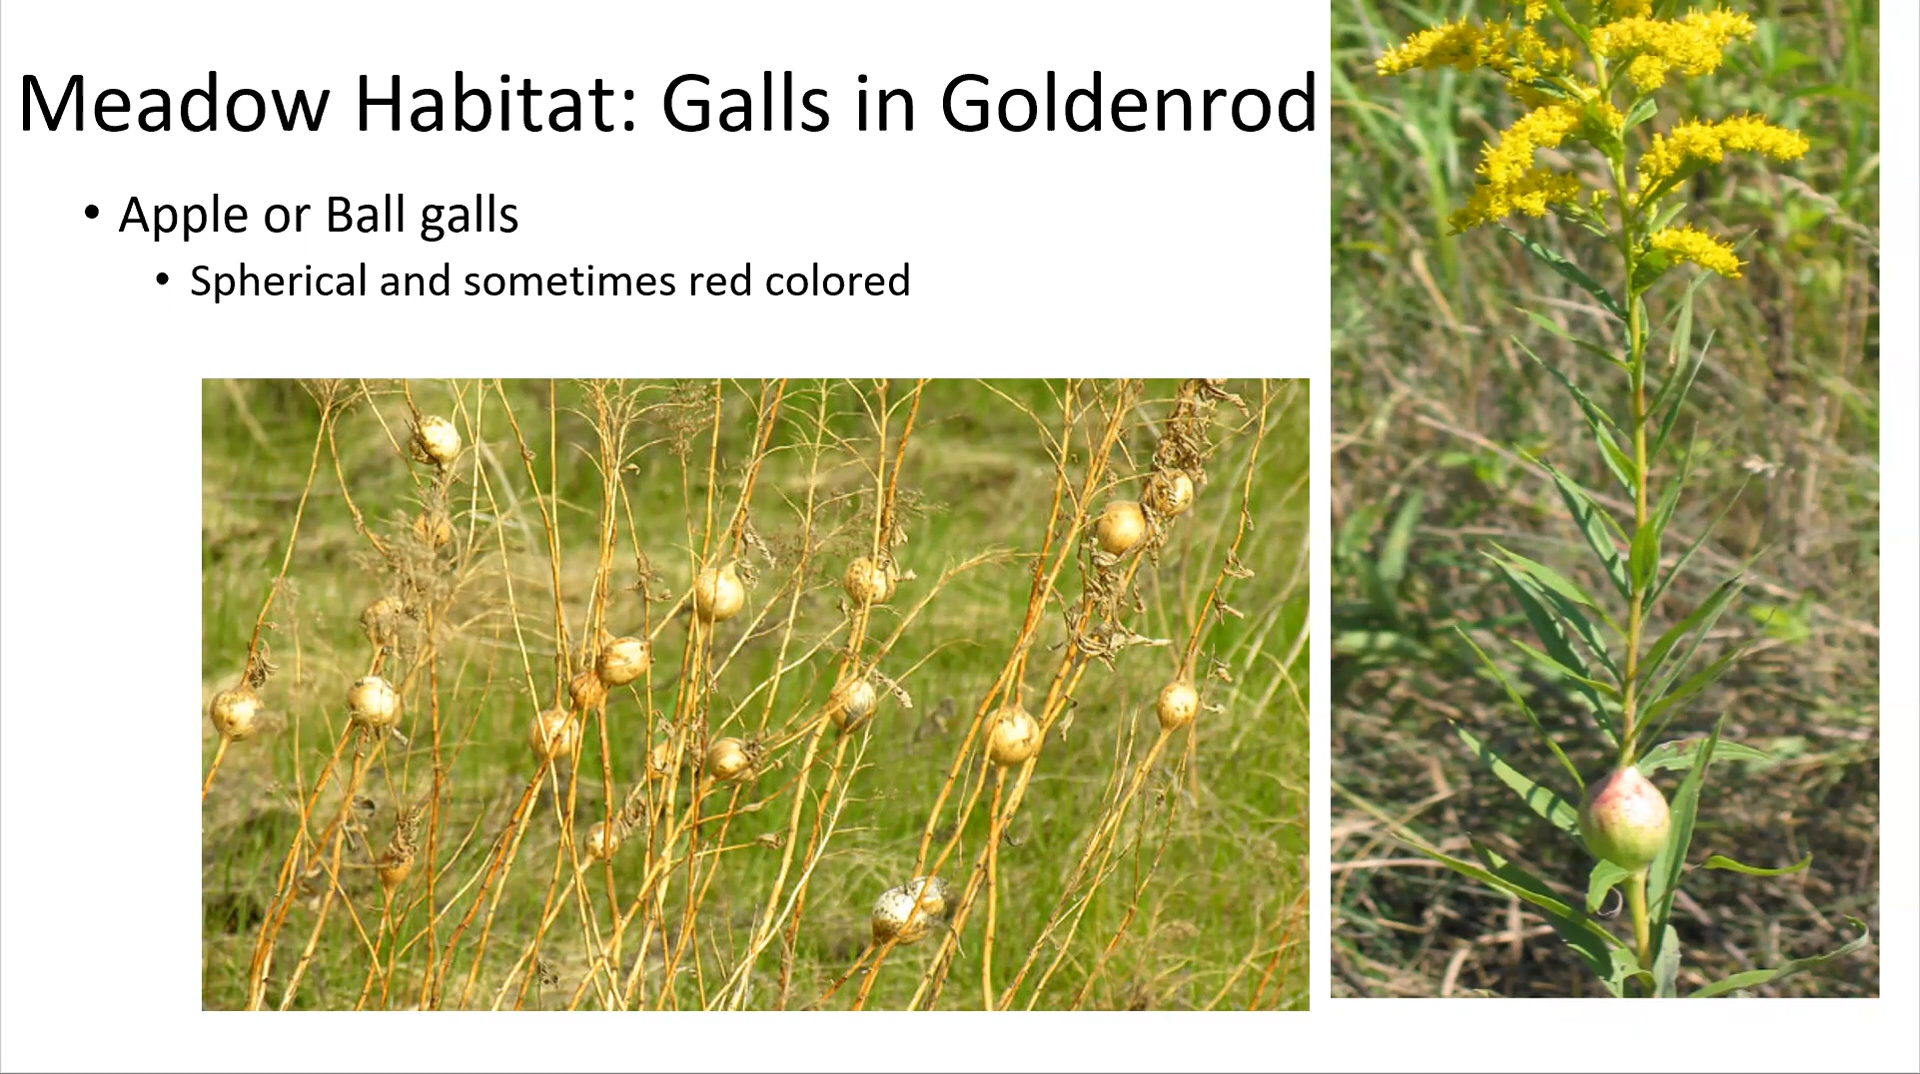 Meadow Habitat: Galls in Goldenrod
• Apple or Ball galls
• Spherical and sometimes red colored